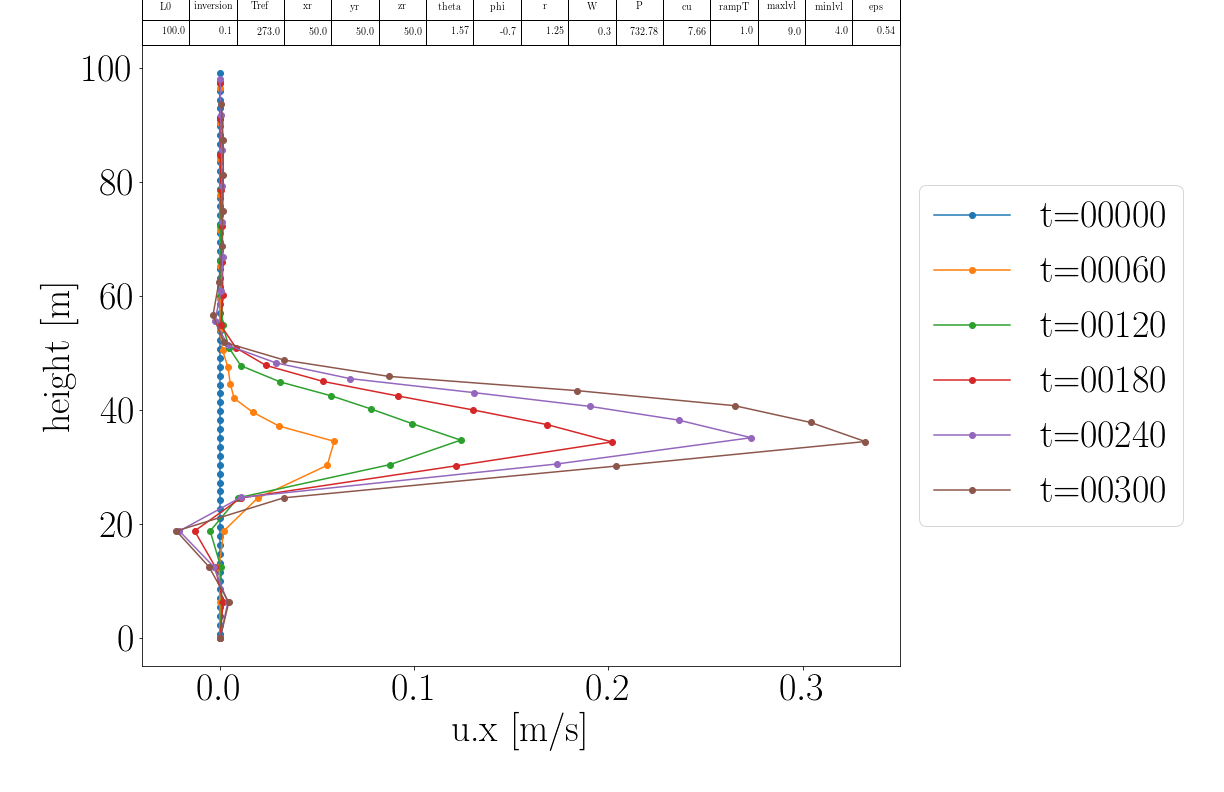 L0 inversion Tref xr yr zr theta phi r W P cu rampT maxlvl minlvl eps
100.0 0.1 273.0 50.0 50.0 50.0 1.57 -0.7 1.25 0.3 732.78 7.66 1.0 9.0 4.0 0.54
100
80
60
40
20
0
height [m]
0.0 0.1 0.2 0.3
u.x [m/s]
t=00000
t=00060
t=00120
t=00180
t=00240
t=00300